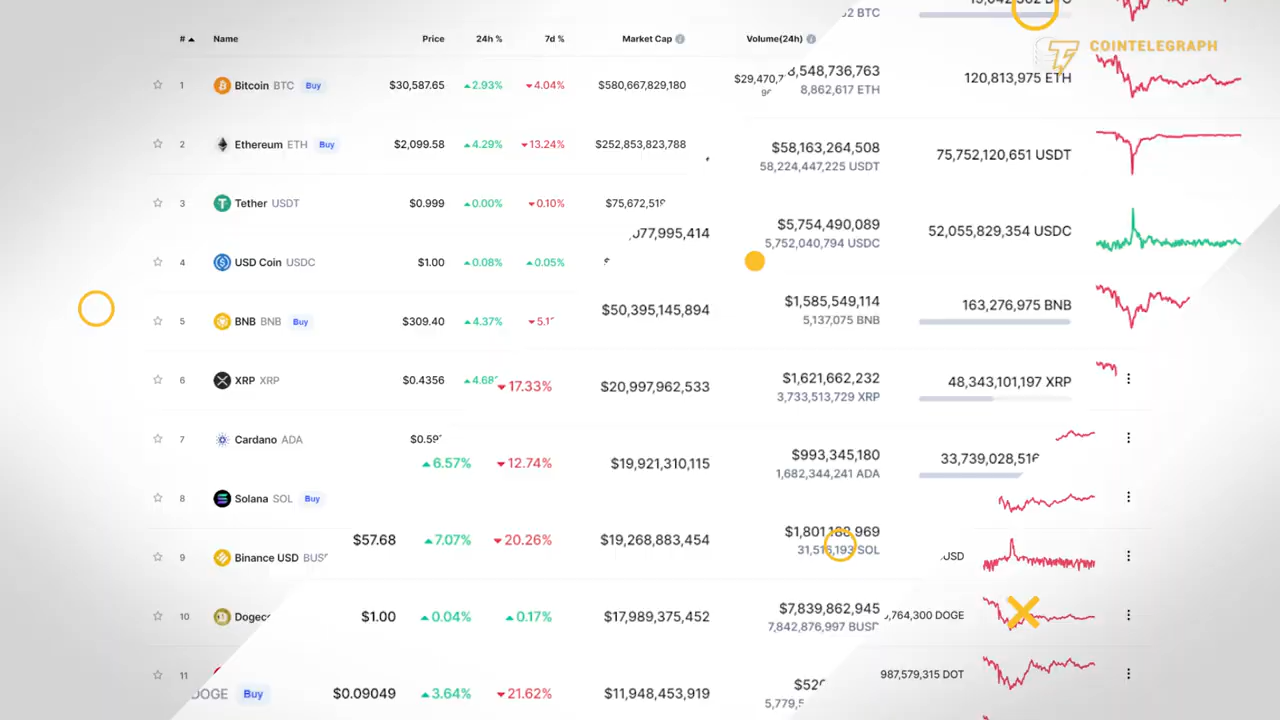 BTC
COINTELEGRAPH
# Name Price 24h % 7d % Market Cap Volume(24h)
1 Bitcoin BTC Buy $30,587.65 2.93% 4.04% $580,667,829,180
120,813,975 ETH
8,862,617 ETH
2 Ethereum ETH Buy $2,099.58 4.29% 13.24% $252,853,823,788 $58,163,264,508 75,752,120,651 USDT
58,224,447,225 USDT
3 Tether USDT $0.999 0.00% 0.10%
$5,754,490,089 52,055,829,354 USDC
5,752,040,794 USDC
4 USD Coin USDC $1.00 0.08% 0.05%
$50,395,145,894 $1,585,549,114 163,276,975 BNB
5,137,075 BNB
5 BNB BNB Buy $309.40 4.37%
6 XRP XRP $0.4356
17.33% $20,997,962,533 $1,621,662,232 48,343,101,197 XRP
3,733,513,729 XRP
7 Cardano ADA
6.57% 12.74% $19,921,310,115 $993,345,180
1,682,344,241 ADA
8 Solana SOL Buy
$57.68 7.07% 20.26% $19,268,883,454
SOL
9 Binance USD
$1.00 0.04% 0.17% $17,989,375,452 $7,839,862,945
7,842,876,997
10
DOGE
11
987,579,315 DOT
DOGE Buy $0.09049 3.64% 21.62% $11,948,453,919